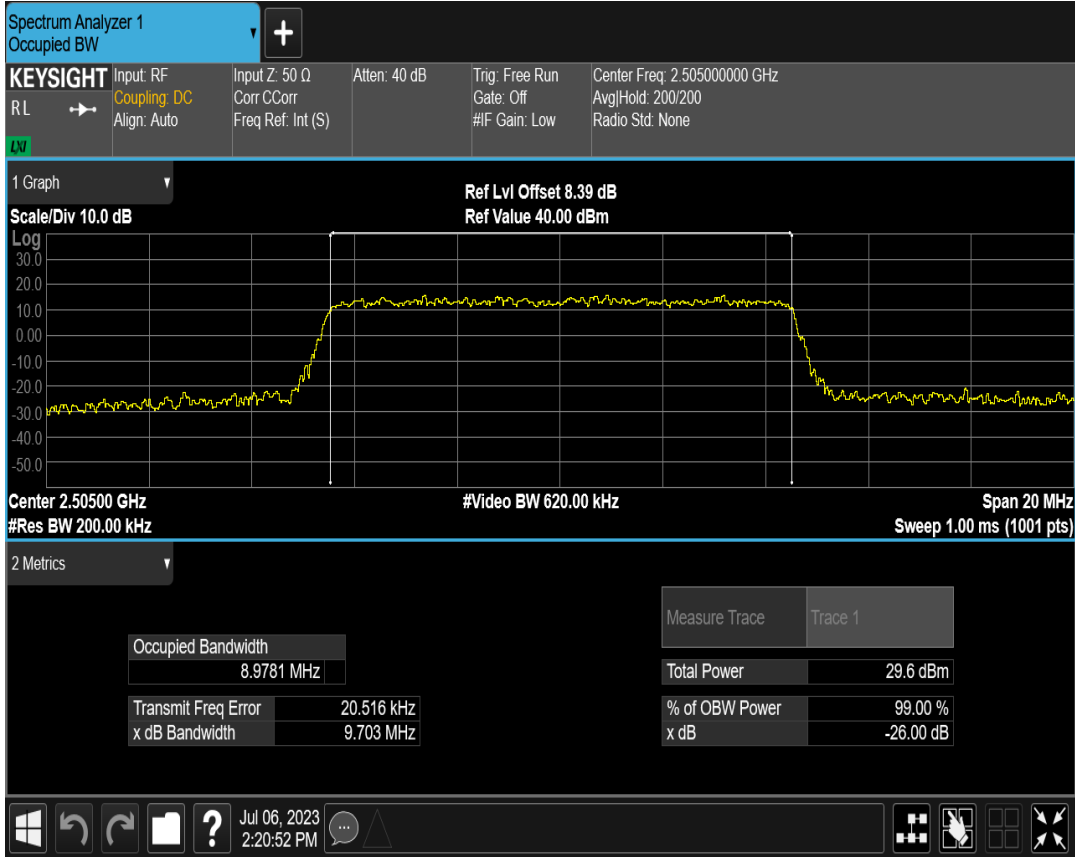 Spectrum Analyzer 1
Occupied BW
KEYSIGHT
RL
LXI
Input: RF
Coupling: DC
Align: Auto
Input Z: 50 Ω
Corr CCorr
Freq Ref: Int (S)
Atten: 40 dB
Trig: Free Run
Gate: Off
#IF Gain: Low
Center Freq: 2.505000000 GHz
Avg|Hold: 200/200
Radio Std: None
1 Graph
Ref Lvl Offset 8.39 dB
Scale/Div 10.0 dB
Ref Value 40.00 dBm
Log
30.0
20.0
10.0
0.00
-10.0
-20.0
-30.0
-40.0
-50.0
Center 2.50500 GHz
#Video BW 620.00 kHz
Span 20 MHz
#Res BW 200.00 kHz
Sweep 1.00 ms (1001 pts)
2 Metrics
Measure Trace Trace 1
Occupied Bandwidth
8.9781 MHz
Total Power 29.6 dBm
Transmit Freq Error 20.516 kHz
% of OBW Power 99.00 %
x dB Bandwidth 9.703 MHz
x dB -26.00 dB
?
Jul 06, 2023
2:20:52 PM